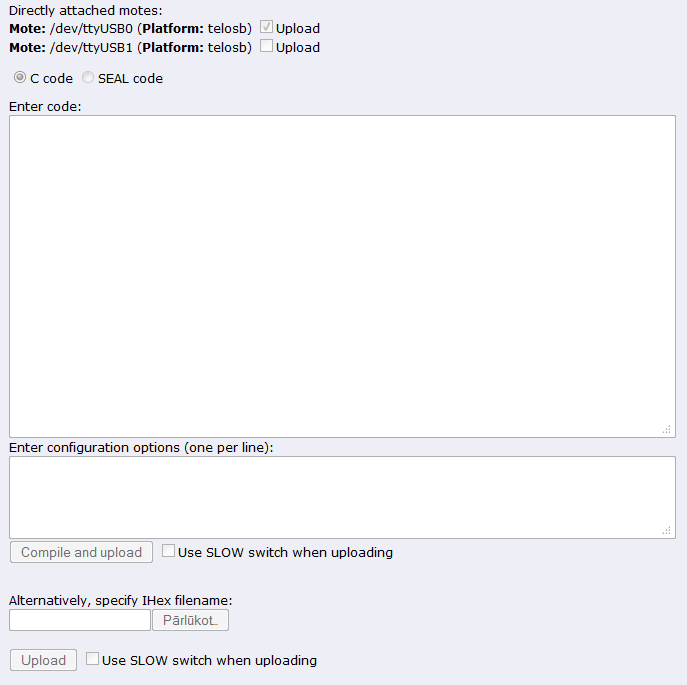 Directly attached motes:
Mote: /dev/ttyUSB0 (Platform: telosb) Upload
Mote: /dev/ttyUSB1 (Platform: telosb) Upload
C code SEAL code
Enter code:
Enter configuration options (one per line):
Compile and upload Use SLOW switch when uploading
Alternatively, specify IHex filename:
Pārlūkot..
Upload Use SLOW switch when uploading